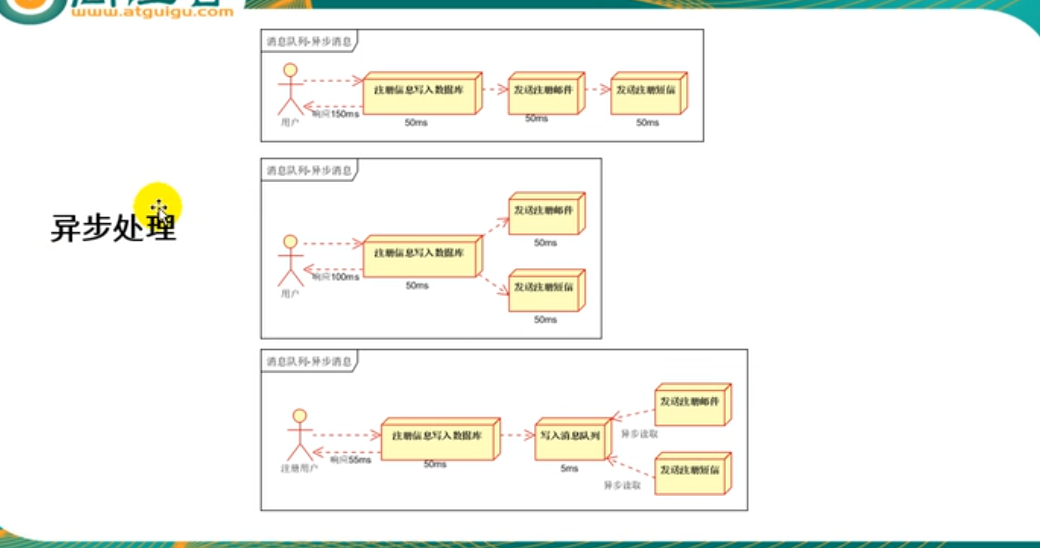 www.atguigu.com
异步处理
消息队列-异步消息
注册信息写入数据库
发送注册邮件
发送注册短信
响应150ms
用户
50ms
50ms
50ms
消息队列-异步消息
发送注册邮件
50ms
注册信息写入数据库
响应100ms
用户
50ms
发送注册短信
50ms
消息队列-异步消息
发送注册邮件
注册信息写入数据库
写入消息队列
异步读取
响应55ms
注册用户
50ms
5ms
发送注册短信
异步读取